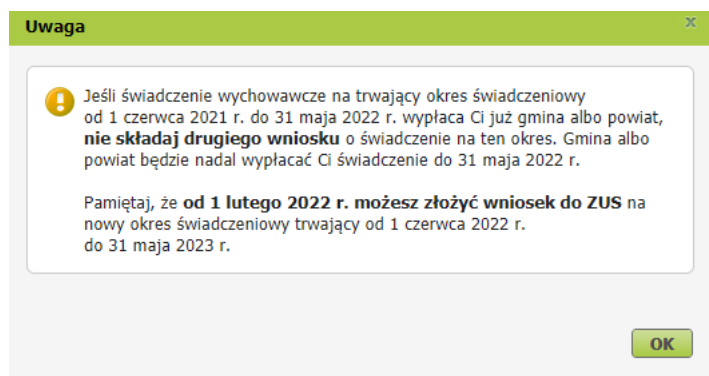 Uwaga
x
Jeśli świadczenie wychowawcze na trwający okres świadczeniowy
od 1 czerwca 2021 r. do 31 maja 2022 r. wypłaca Ci już gmina albo powiat,
nie składaj drugiego wniosku o świadczenie na ten okres. Gmina albo
powiat będzie nadal wypłacać Ci świadczenie do 31 maja 2022 r.
Pamiętaj, że od 1 lutego 2022 r. możesz złożyć wniosek do ZUS na
nowy okres świadczeniowy trwający od 1 czerwca 2022 r.
do 31 maja 2023 r.
OK